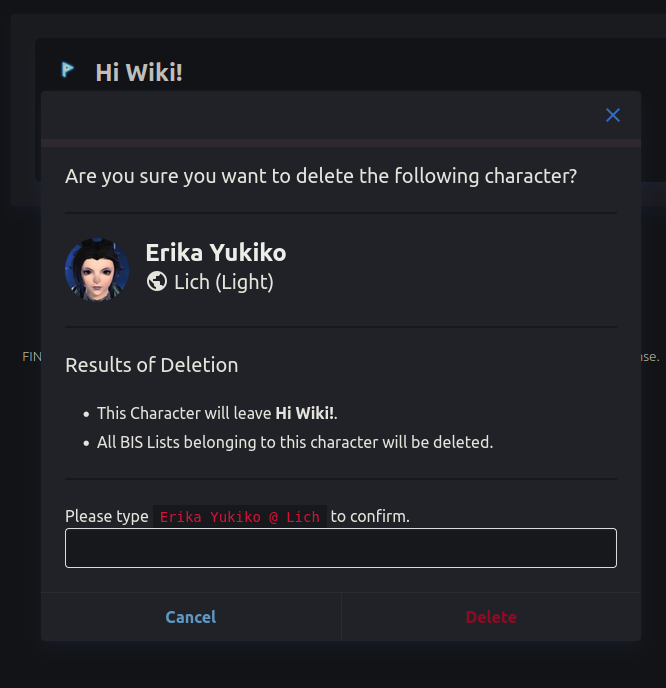 Hi Wiki!
Are you sure you want to delete the following character?
Erika Yukiko
Lich (Light)
FIN
Results of Deletion
This Character will leave Hi Wiki!.
All BIS Lists belonging to this character will be deleted.
Please type Erika Yukiko @ Lich to confirm.
Cancel
Delete